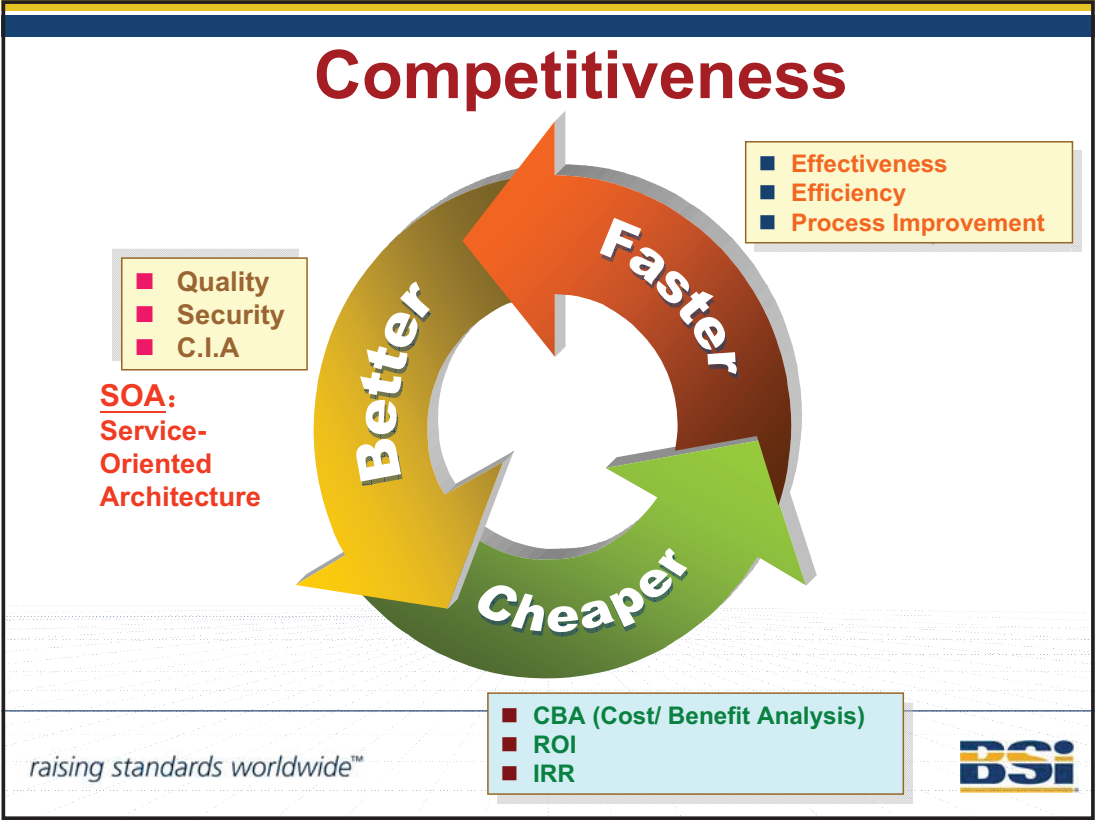 Competitiveness
Effectiveness
Efficiency
Process Improvement
Faster
Quality
Security
C.I.A
Better
SOA：
Service-
Oriented
Architecture
Cheaper
CBA (Cost/ Benefit Analysis)
ROI
IRR
raising standards worldwide™
BSi